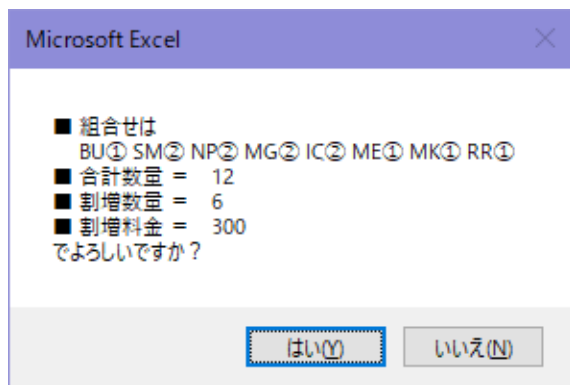 Microsoft Excel
■ 組合せは
BU① SM② NP② MG② IC② ME① MK① RR①
■ 合計数量 = 12
■ 割増数量 = 6
■ 割増料金 = 300
でよろしいですか？
はい(Y) いいえ(N)